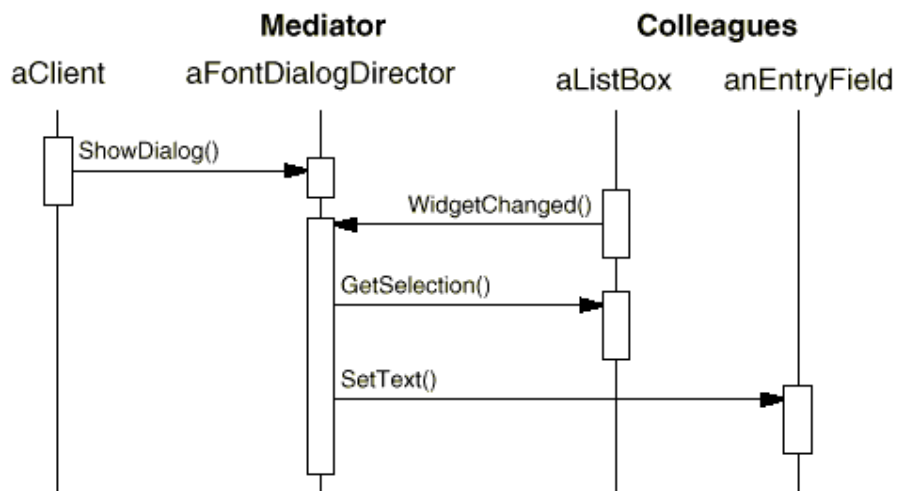 Mediator Colleagues
aClient aFontDialogDirector aListBox anEntryField
ShowDialog()
WidgetChanged()
GetSelection()
SetText()